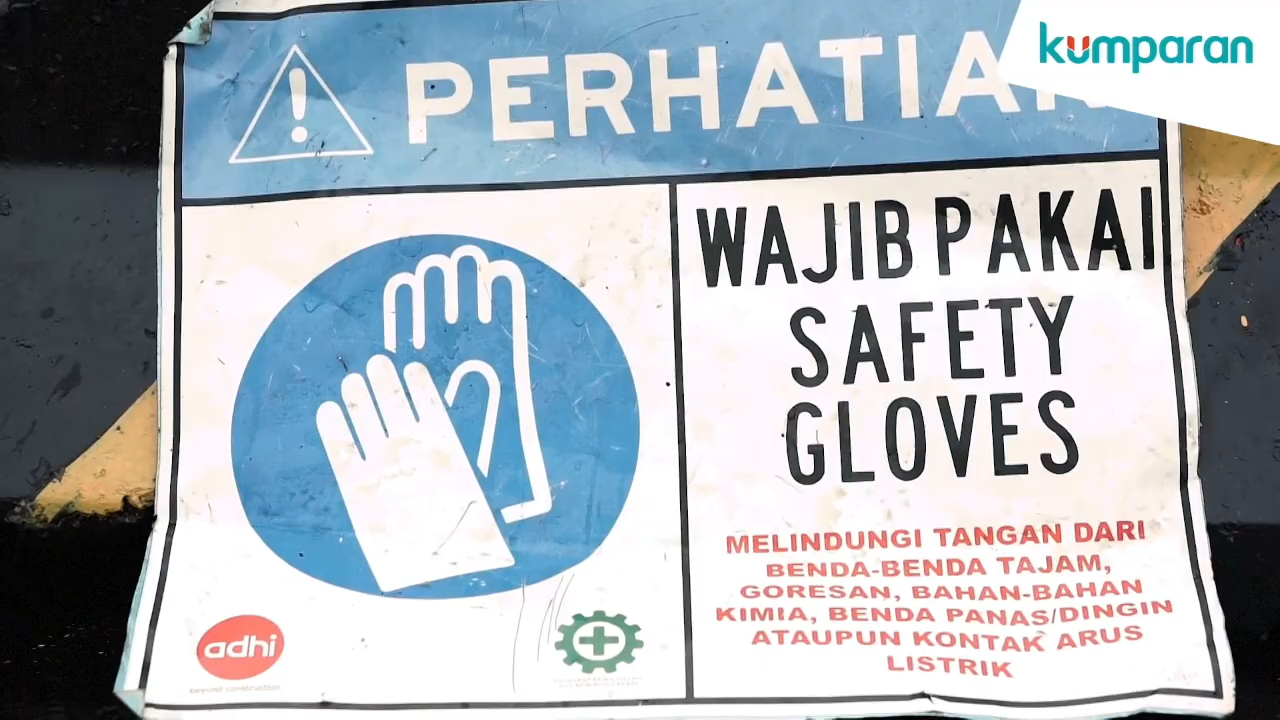 kumparan
PERHATIAN
WAJIB PAKAI
SAFETY
GLOVES
MELINDUNGI TANGAN DARI
BENDA-BENDA TAJAM,
GORESAN, BAHAN-BAHAN
KIMIA, BENDA PANAS/DINGIN
ATAUPUN KONTAK ARUS
LISTRIK
adhi
beyond construction